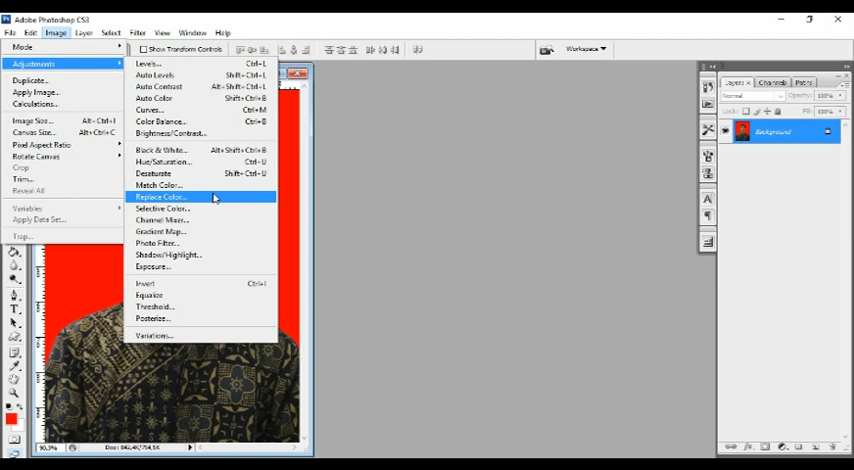 Adobe Photoshop CS3
File Edit Image Layer Select Filter View Window Help
Show Transform Controls
Workspace
Mode
Adjustments
Duplicate...
Apply Image...
Calculations...
Image Size... Alt+Ctrl+I
Canvas Size... Alt+Ctrl+C
Pixel Aspect Ratio
Rotate Canvas
Crop
Trim...
Reveal All
Variables
Apply Data Set...
Trap...
Levels... Ctrl+L
Auto Levels Shift+Ctrl+L
Auto Contrast Alt+Shift+Ctrl+L
Auto Color Shift+Ctrl+B
Curves... Ctrl+M
Color Balance... Ctrl+B
Brightness/Contrast...
Black & White... Alt+Shift+Ctrl+B
Hue/Saturation... Ctrl+U
Desaturate Shift+Ctrl+U
Match Color...
Replace Color...
Selective Color...
Channel Mixer...
Gradient Map...
Photo Filter...
Shadow/Highlight...
Exposure...
Invert Ctrl+I
Equalize
Threshold...
Posterize...
Variations...
Layers Channels Paths
Normal Opacity: 100%
Lock: Fill: 100%
Background
90,3% Doc: 842,4K/754,5K